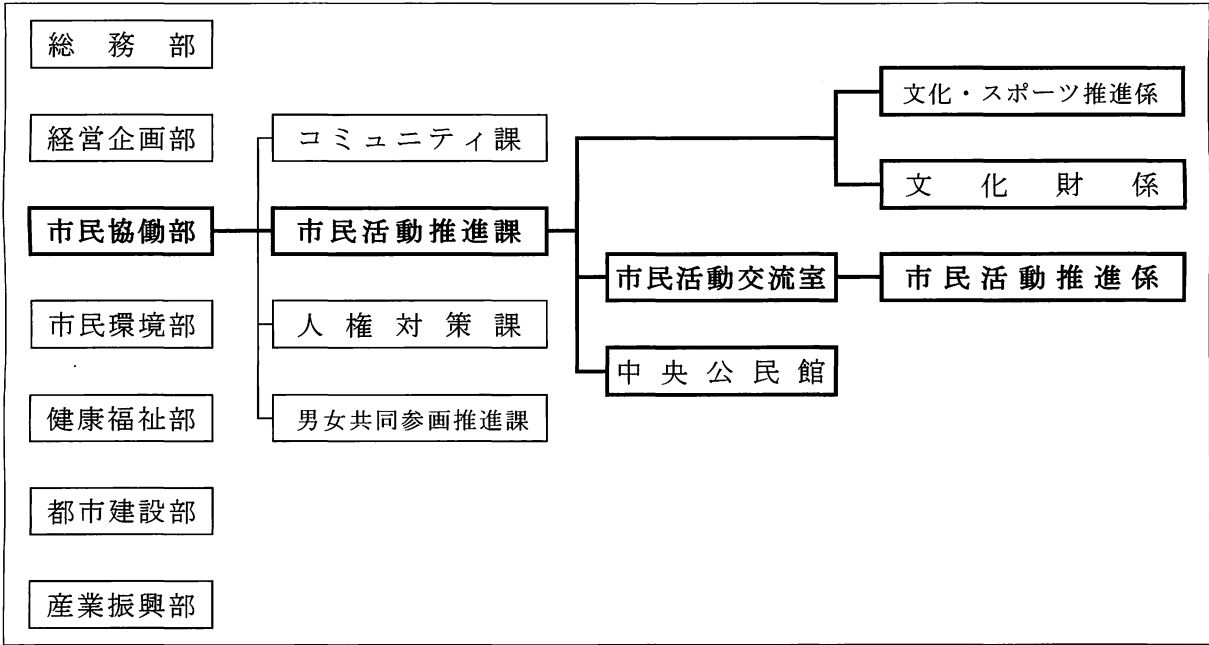 総務部
経営企画部
市民協働部
市民環境部
健康福祉部
都市建設部
産業振興部
コミュニティ課
市民活動推進課
人権対策課
男女共同参画推進課
市民活動交流室
中央公民館
文化・スポーツ推進係
文化財係
市民活動推進係